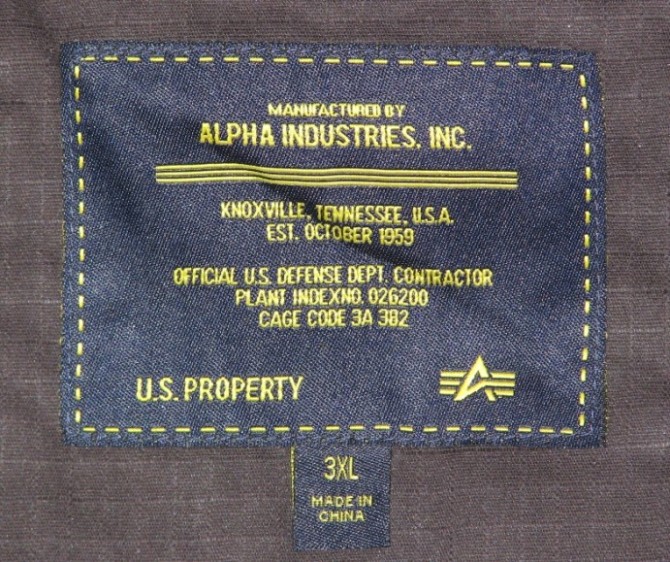 MANUFACTURED BY
ALPHA INDUSTRIES, INC.
KNOXVILLE, TENNESSEE, U.S.A.
EST. OCTOBER 1959
OFFICIAL U.S. DEFENSE DEPT. CONTRACTOR
PLANT INDEXNO. 026200
CAGE CODE 3A 3B2
U.S. PROPERTY
3XL
MADE IN
CHINA